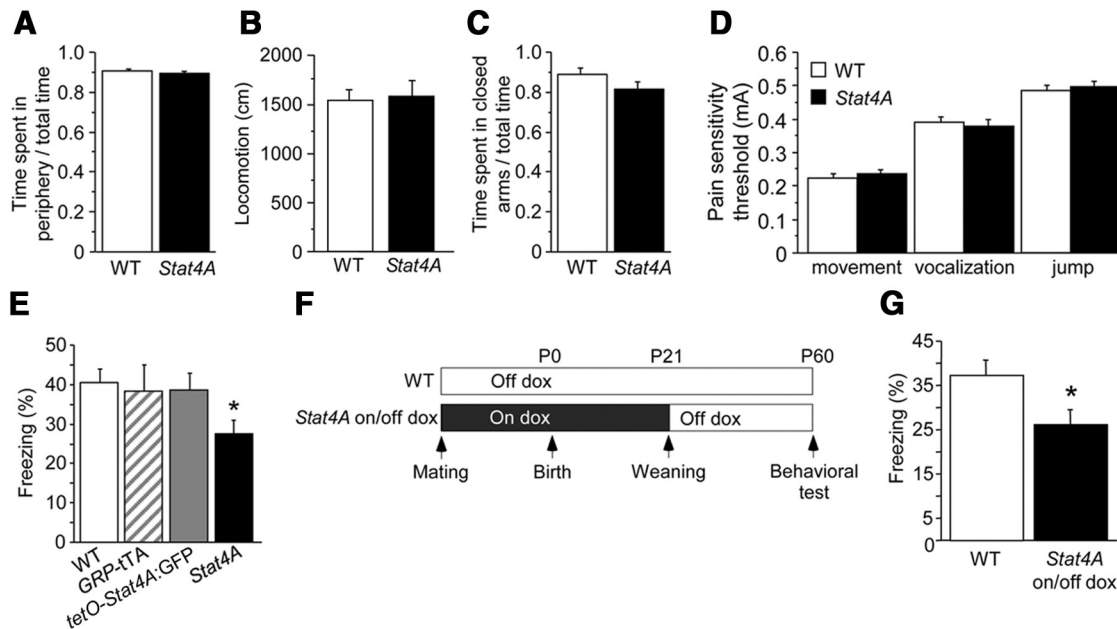 A
Time spent in
periphery / total time
1.0
0.8
0.6
0.4
0.2
0
WT Stat4A
B
Locomotion (cm)
2000
1500
1000
500
0
WT Stat4A
C
Time spent in closed
arms / total time
1.0
0.8
0.6
0.4
0.2
0
WT Stat4A
D
Pain sensitivity
threshold (mA)
0.6
0.5
0.4
0.3
0.2
0.1
0
WT
Stat4A
movement vocalization jump
E
Freezing (%)
50
40
30
20
10
0
*
WT
GRP-tTA
tetO-Stat4A:GFP
Stat4A
F
P0 P21 P60
WT Off dox
Stat4A on/off dox On dox Off dox
Mating Birth Weaning Behavioral
test
G
Freezing (%)
45
35
25
15
5
0
*
WT Stat4A
on/off dox